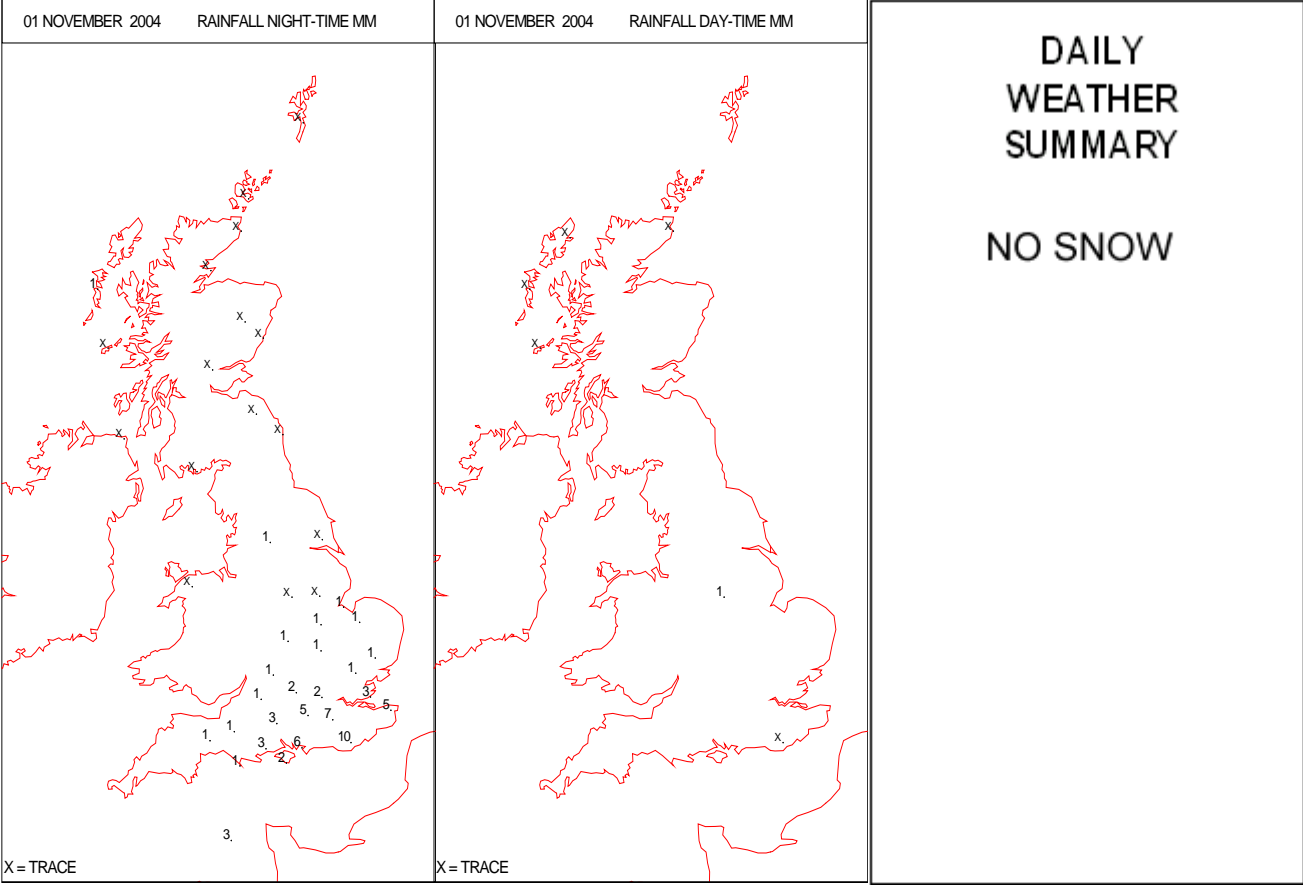 01 NOVEMBER 2004 RAINFALL NIGHT-TIME MM
X.
X.
X.
X.
1.
X.
X.
X.
X.
X.
X.
X.
X.
1.
X.
X.
X.
X.
1.
1.
1.
1.
1.
1.
1.
1.
2.
2.
3.
1.
5.
5.
7.
3.
1.
1.
10.
6.
3.
2.
1.
3.
X = TRACE
01 NOVEMBER 2004 RAINFALL DAY-TIME MM
X.
X.
X.
X.
1.
X.
X = TRACE
DAILY
WEATHER
SUMMARY
NO SNOW